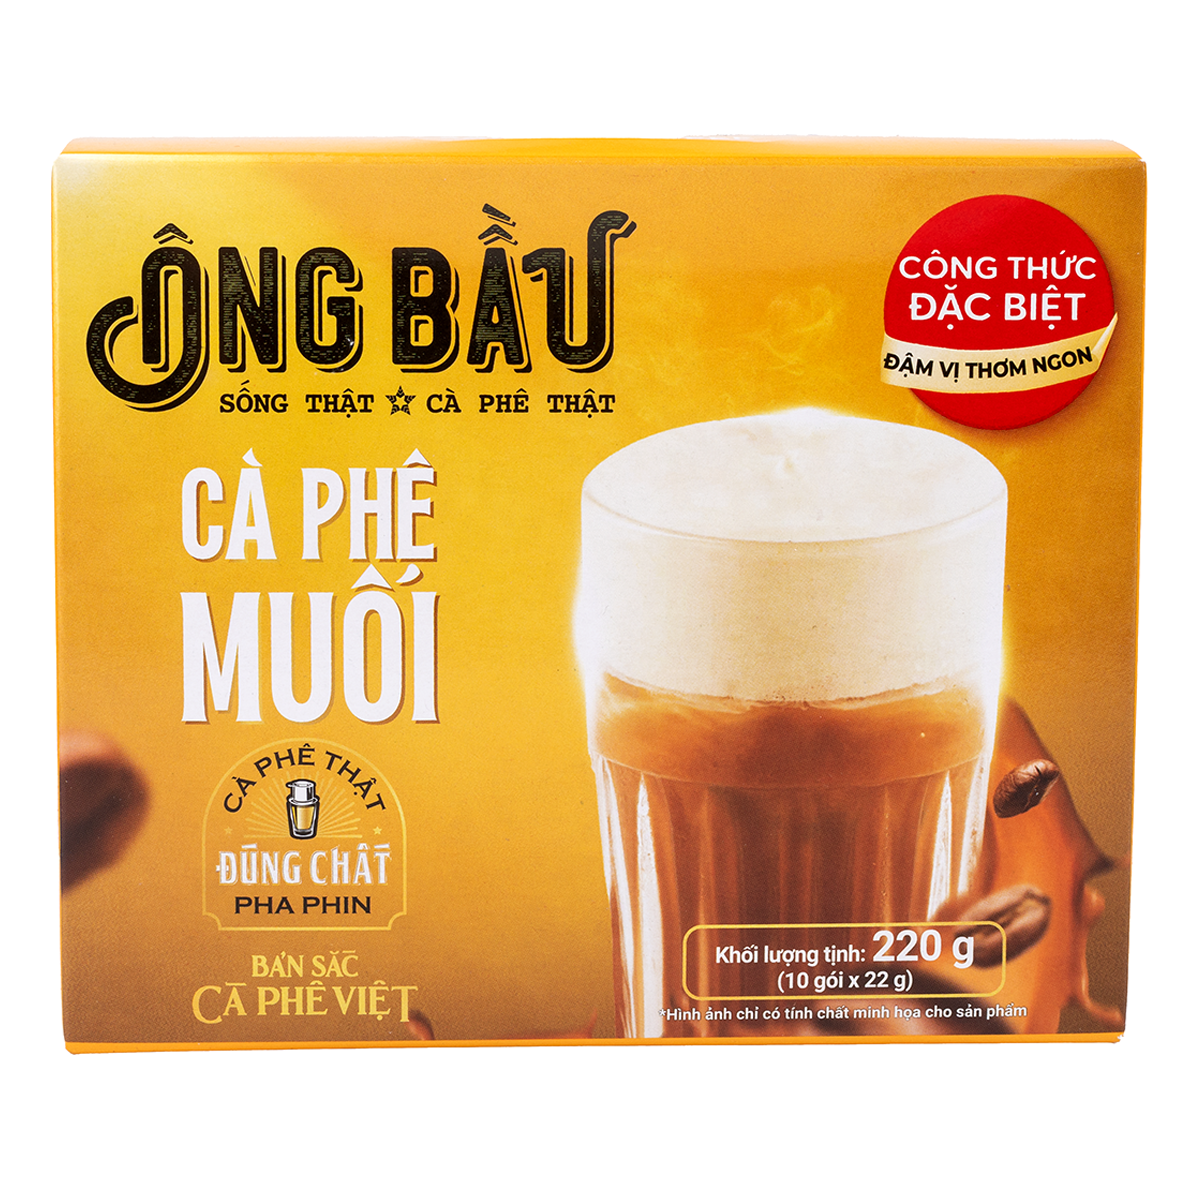 ÔNG BẦU
SỐNG THẬT ★ CÀ PHÊ THẬT
CÔNG THỨC
ĐẶC BIỆT
ĐẬM VỊ THƠM NGON
CÀ PHÊ
MUỐI
CÀ PHÊ THẬT
ĐÚNG CHẤT
PHA PHIN
BẢN SẮC
CÀ PHÊ VIỆT
Khối lượng tịnh: 220 g
(10 gói x 22 g)
*Hình ảnh chỉ có tính chất minh họa cho sản phẩm